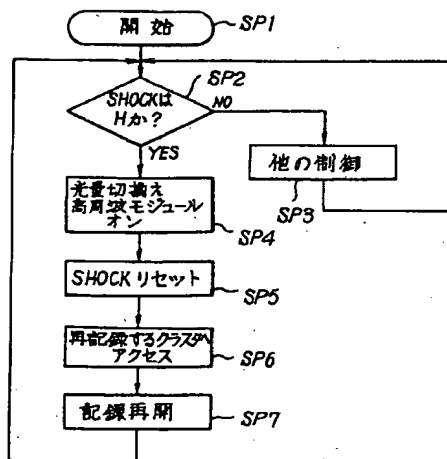 開始
SP1
SHOCKは
Hか?
SP2
NO
YES
他の制御
SP3
光量切換え
高周波モジュール
オン
SP4
SHOCKリセット
SP5
再記録するクラスタへ
アクセス
SP6
記録再開
SP7